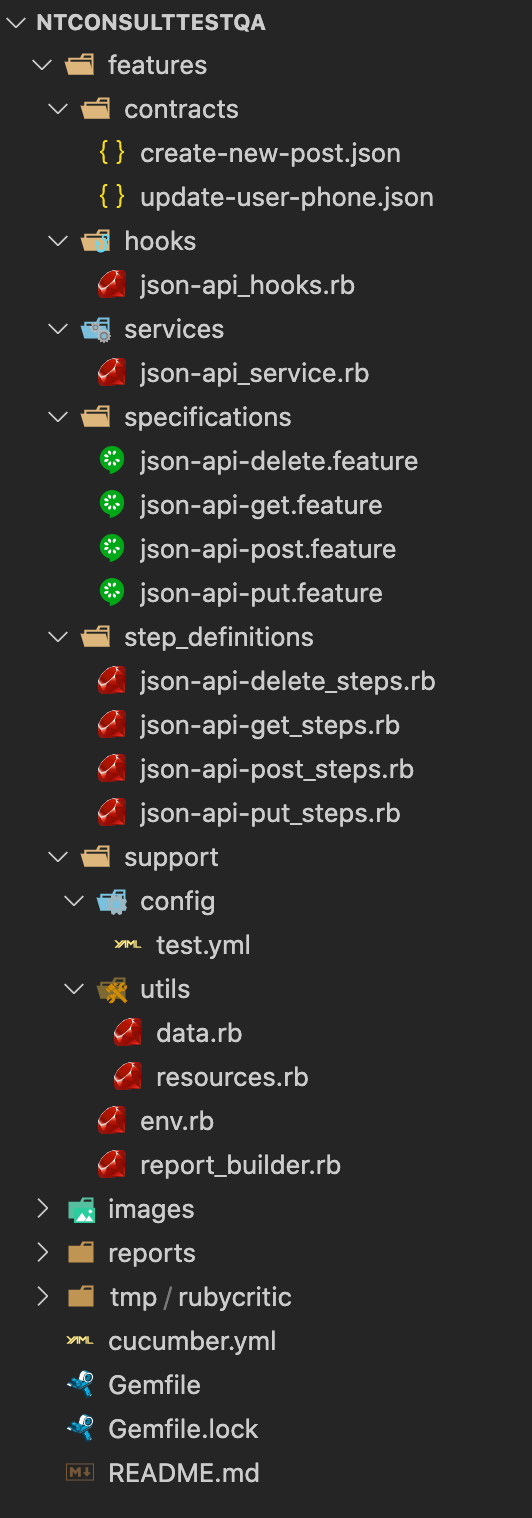 NTCONSULTTESTQA
features
contracts
{ } create-new-post.json
{ } update-user-phone.json
hooks
json-api_hooks.rb
services
json-api_service.rb
specifications
json-api-delete.feature
json-api-get.feature
json-api-post.feature
json-api-put.feature
step_definitions
json-api-delete_steps.rb
json-api-get_steps.rb
json-api-post_steps.rb
json-api-put_steps.rb
support
config
YAML test.yml
utils
data.rb
resources.rb
env.rb
report_builder.rb
images
reports
tmp / rubycritic
YAML cucumber.yml
Gemfile
Gemfile.lock
M README.md